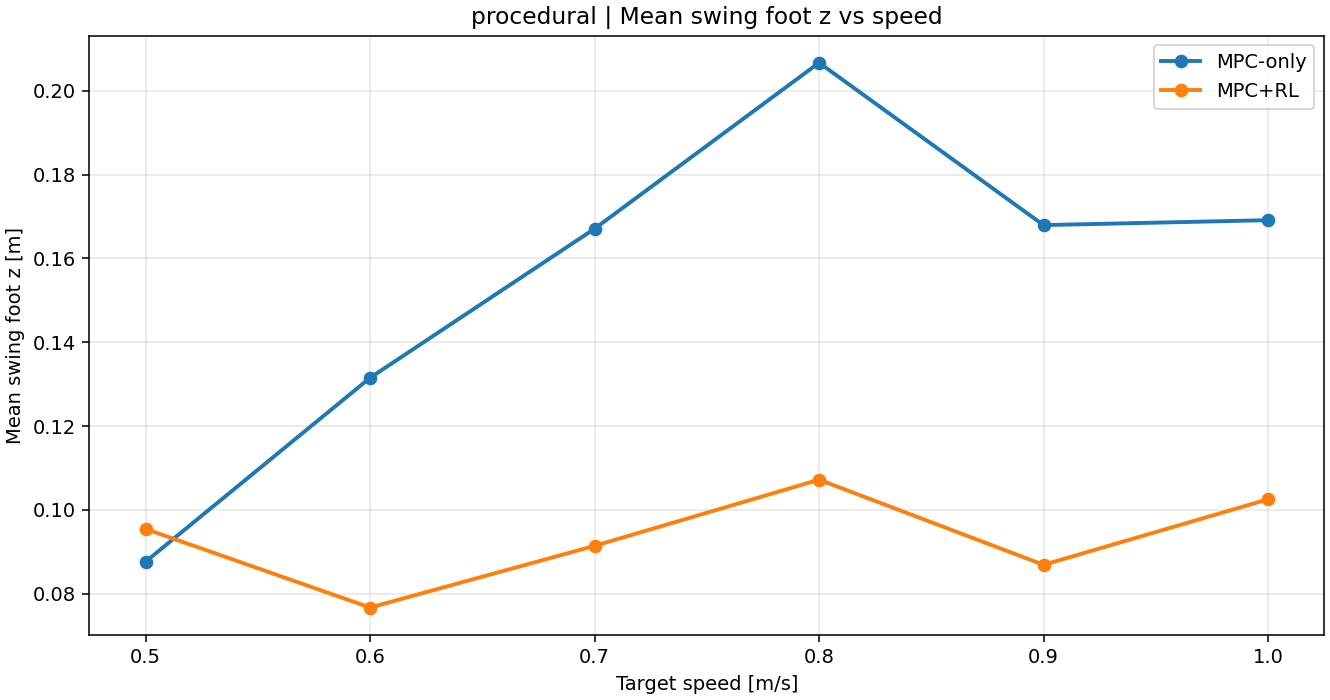 procedural | Mean swing foot z vs speed
MPC-only
MPC+RL
Mean swing foot z [m]
0.20
0.18
0.16
0.14
0.12
0.10
0.08
0.5 0.6 0.7 0.8 0.9 1.0
Target speed [m/s]